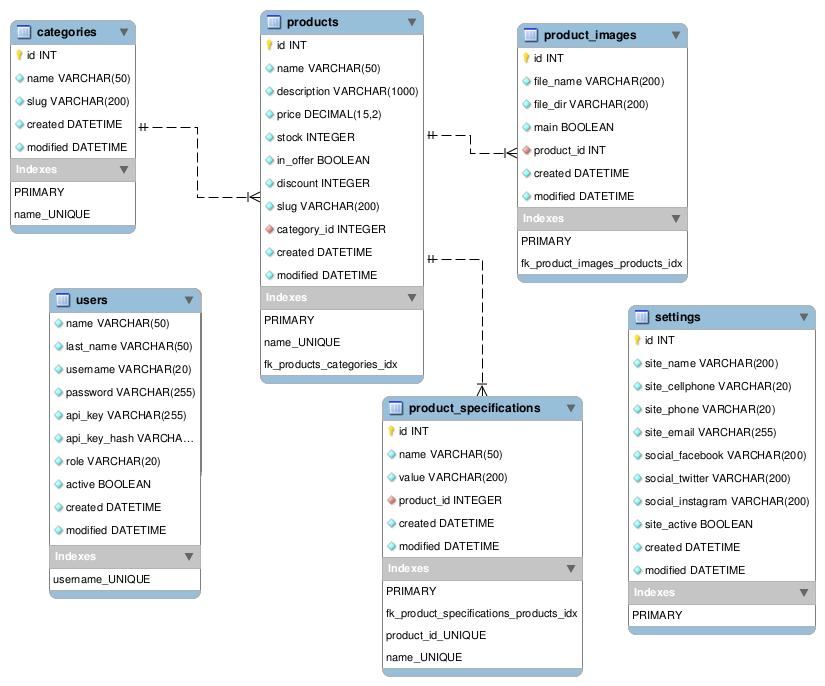 categories
id INT
name VARCHAR(50)
slug VARCHAR(200)
created DATETIME
modified DATETIME
Indexes
PRIMARY
name_UNIQUE
products
id INT
name VARCHAR(50)
description VARCHAR(1000)
price DECIMAL(15,2)
stock INTEGER
in_offer BOOLEAN
discount INTEGER
slug VARCHAR(200)
category_id INTEGER
created DATETIME
modified DATETIME
Indexes
PRIMARY
name_UNIQUE
fk_products_categories_idx
product_images
id INT
file_name VARCHAR(200)
file_dir VARCHAR(200)
main BOOLEAN
product_id INT
created DATETIME
modified DATETIME
Indexes
PRIMARY
fk_product_images_products_idx
users
name VARCHAR(50)
last_name VARCHAR(50)
username VARCHAR(20)
password VARCHAR(255)
api_key VARCHAR(255)
api_key_hash VARCHA...
role VARCHAR(20)
active BOOLEAN
created DATETIME
modified DATETIME
Indexes
username_UNIQUE
product_specifications
id INT
name VARCHAR(50)
value VARCHAR(200)
product_id INTEGER
created DATETIME
modified DATETIME
Indexes
PRIMARY
fk_product_specifications_products_idx
product_id_UNIQUE
name_UNIQUE
settings
id INT
site_name VARCHAR(200)
site_cellphone VARCHAR(20)
site_phone VARCHAR(20)
site_email VARCHAR(255)
social_facebook VARCHAR(200)
social_twitter VARCHAR(200)
social_instagram VARCHAR(200)
site_active BOOLEAN
created DATETIME
modified DATETIME
Indexes
PRIMARY